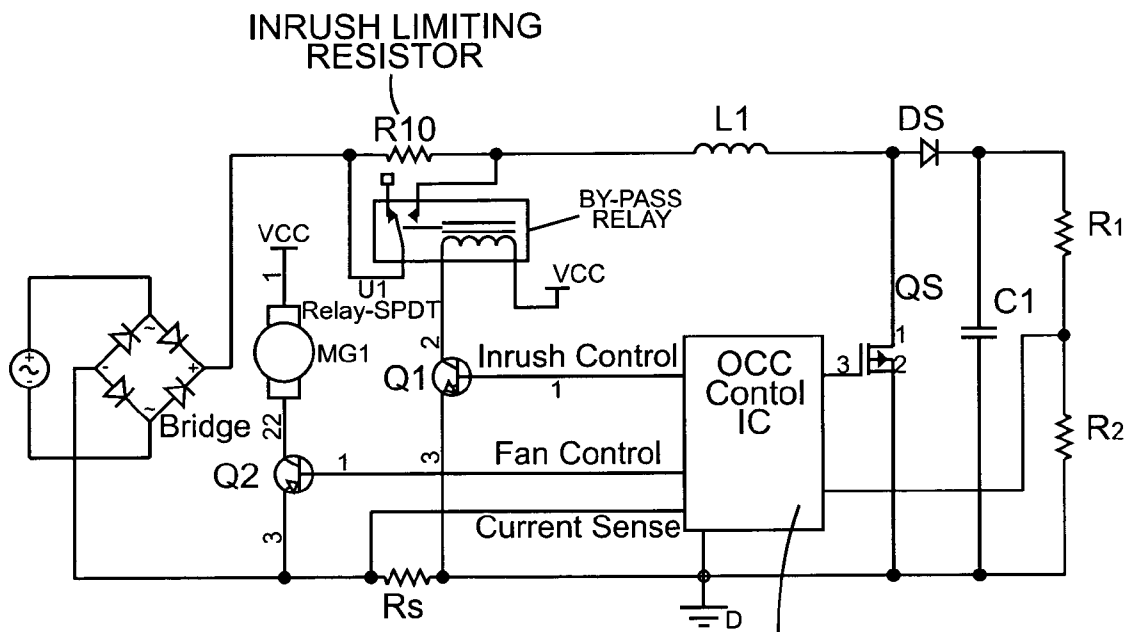 INRUSH LIMITING
RESISTOR
R10
L1
DS
BY-PASS
RELAY
VCC
1
U1
Relay-SPDT
VCC
R1
QS
C1
MG1
2
Q1
Inrush Control
1
OCC
Contol
IC
3
1
2
~
-
+
~
+
~
Bridge
22
Q2
1
3
Fan Control
R2
3
Current Sense
Rs
D